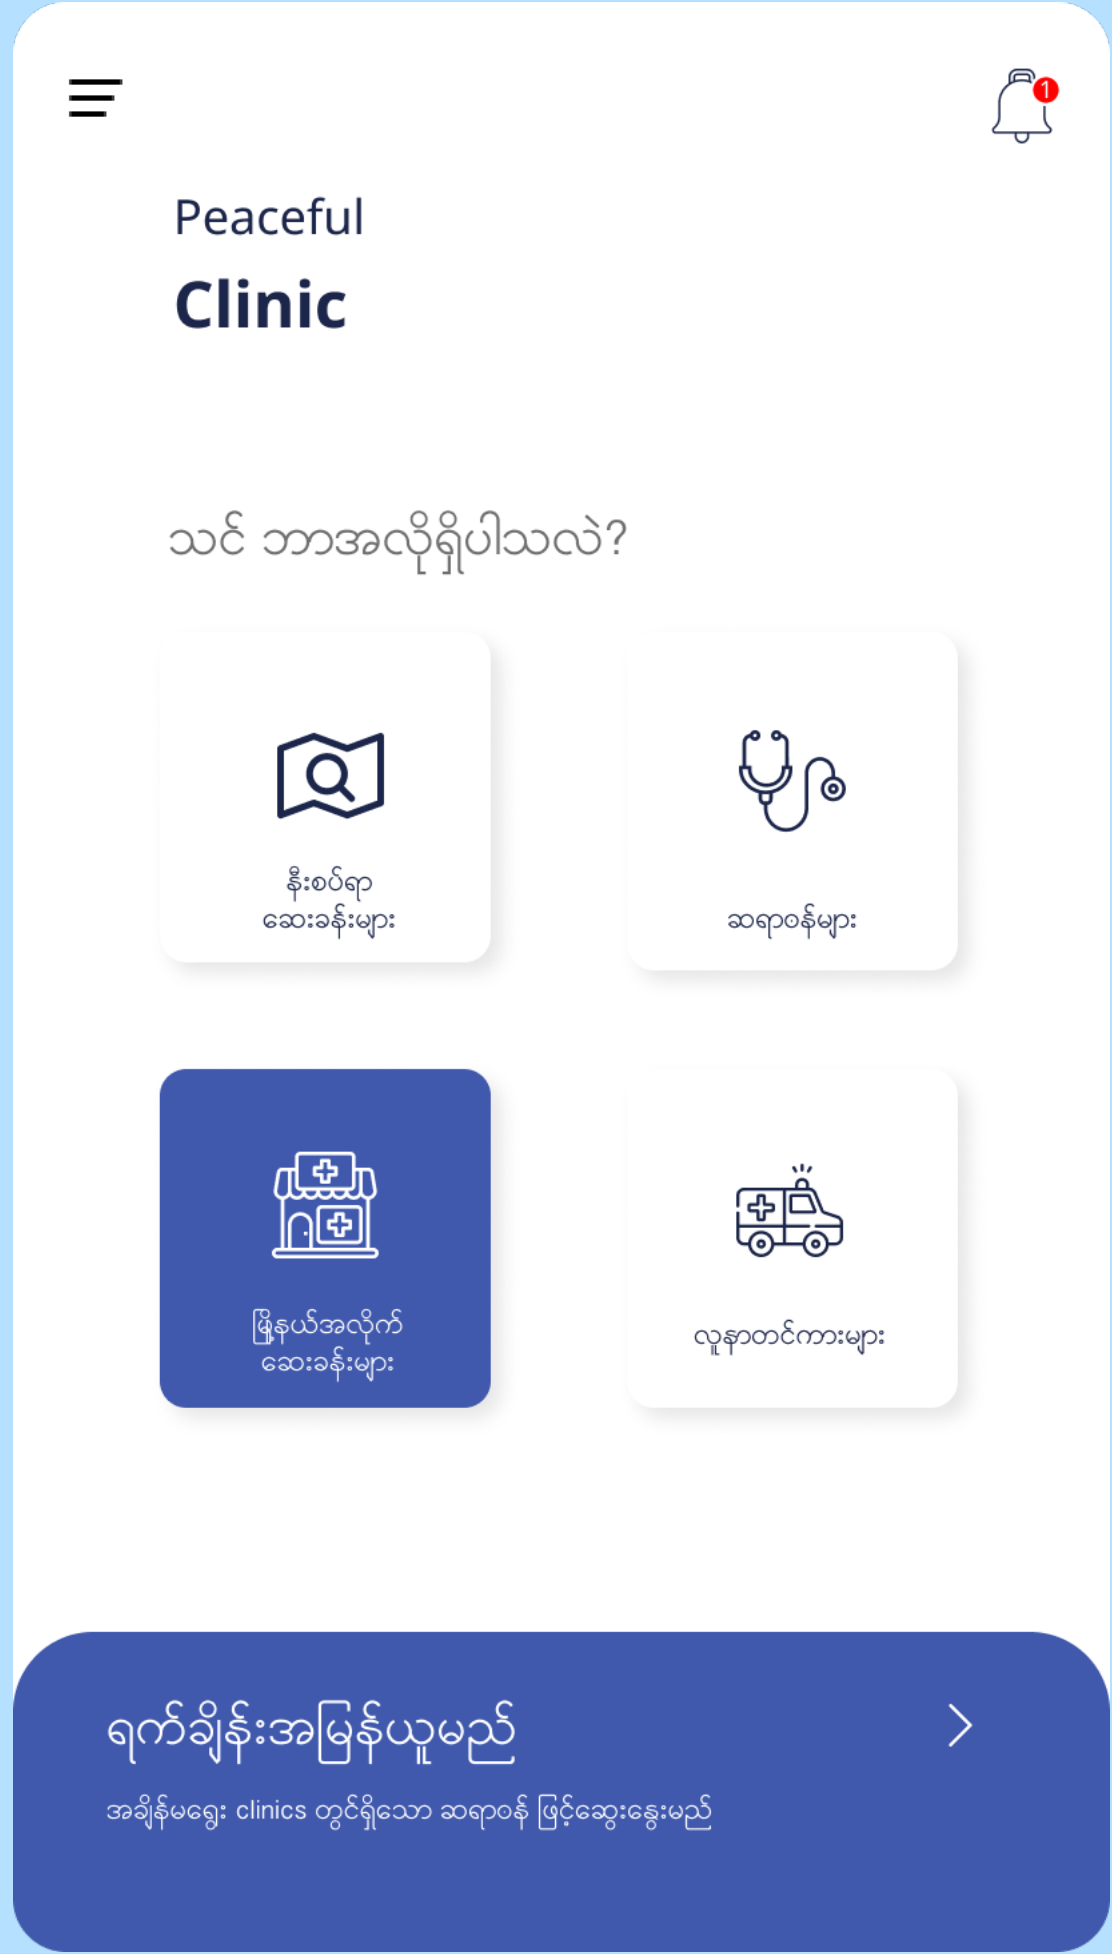 1
Peaceful
Clinic
သင် ဘာအလိုရှိပါသလဲ?
နီးစပ်ရာ
ဆေးခန်းများ
ဆရာဝန်များ
မြို့နယ်အလိုက်
ဆေးခန်းများ
လူနာတင်ကားများ
ရက်ချိန်းအမြန်ယူမည်
အချိန်မရွေး clinics တွင်ရှိသော ဆရာဝန် ဖြင့်ဆွေးနွေးမည်